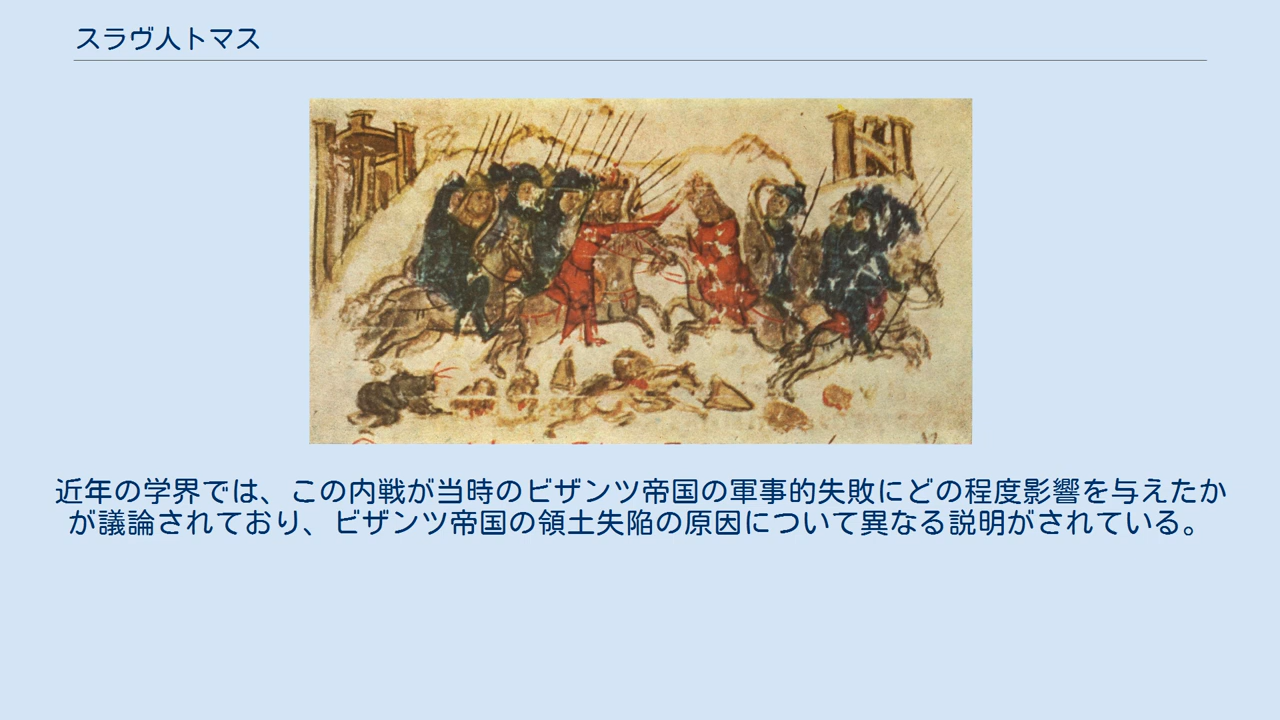 スラヴ人トマス
近年の学界では、この内戦が当時のビザンツ帝国の軍事的失敗にどの程度影響を与えたか
が議論されており、ビザンツ帝国の領土失陥の原因について異なる説明がされている。